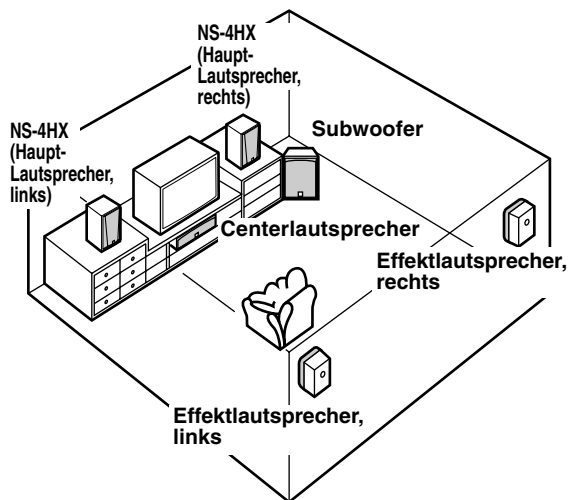 NS-4HX
(Haupt-
Lautsprecher,
rechts)
NS-4HX
(Haupt-
Lautsprecher,
links)
Subwoofer
Centerlautsprecher
Effektlautsprecher,
rechts
Effektlautsprecher,
links